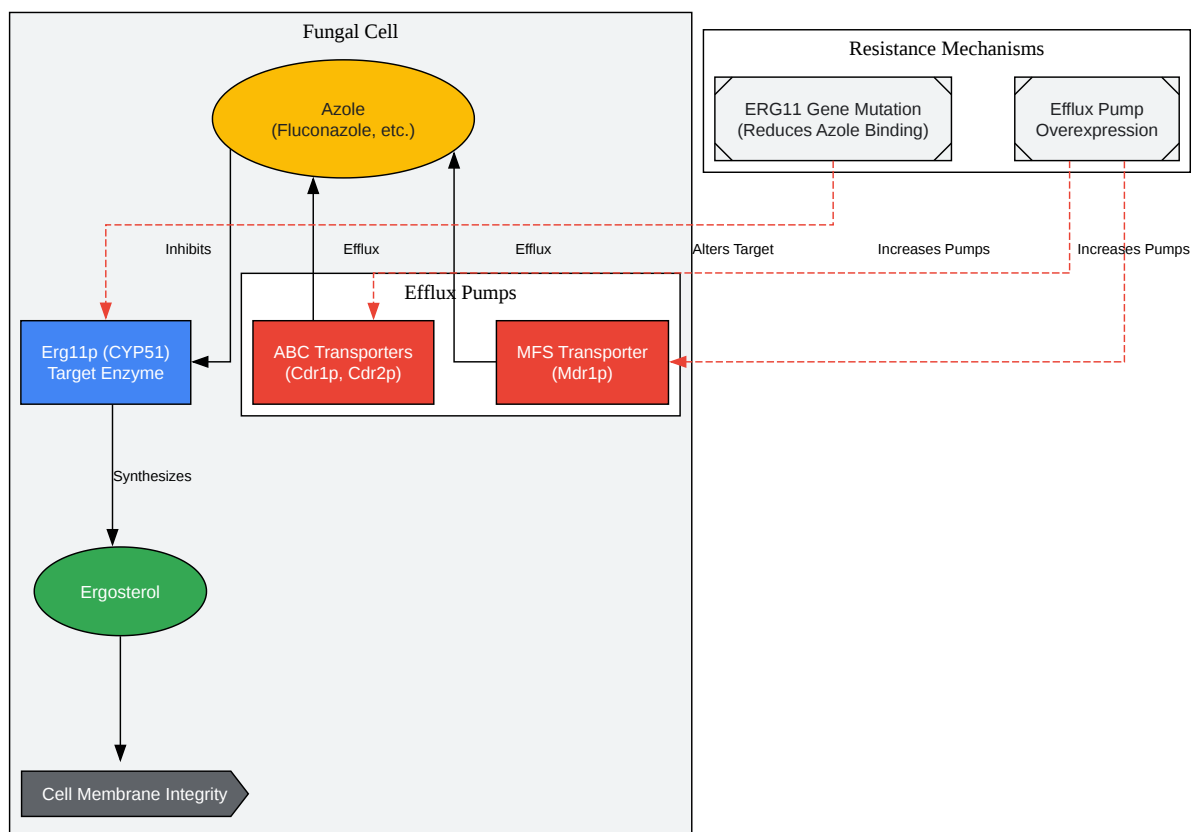 Fungal Cell
Azole
(Fluconazole, etc.)
Resistance Mechanisms
ERG11 Gene Mutation
(Reduces Azole Binding)
Efflux Pump
Overexpression
Inhibits
Efflux
Efflux
Alters Target
Increases Pumps
Increases Pumps
Efflux Pumps
Erg11p (CYP51)
Target Enzyme
ABC Transporters
(Cdr1p, Cdr2p)
MFS Transporter
(Mdr1p)
Synthesizes
Ergosterol
Cell Membrane Integrity